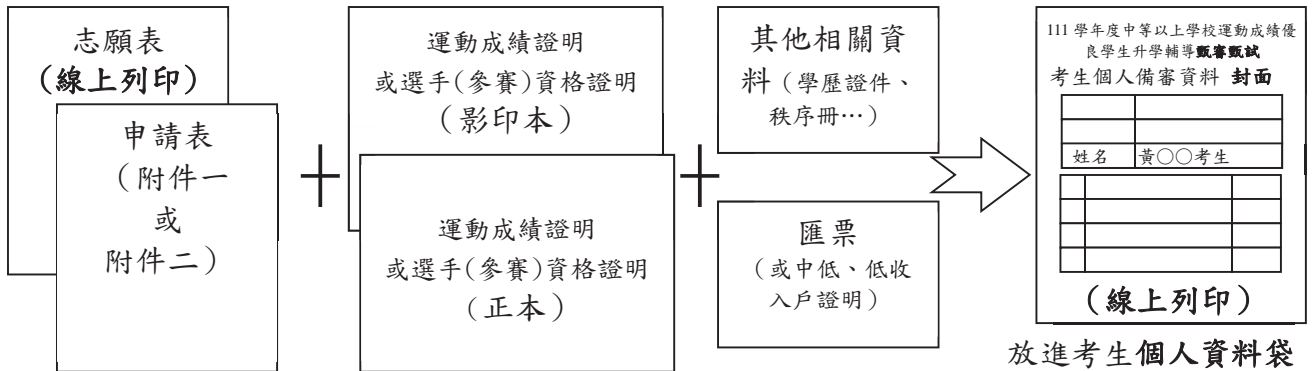 志願表
(線上列印)
申請表
(附件一
或
附件二)
運動成績證明
或選手(參賽)資格證明
(影印本)
運動成績證明
或選手(參賽)資格證明
(正本)
其他相關資
料(學歷證件、
秩序冊…)
匯票
(或中低、低收
入戶證明)
111 學年度中等以上學校運動成績優
良學生升學輔導甄審甄試
考生個人備審資料 封面
姓名 黃○○考生
(線上列印)
放進考生個人資料袋